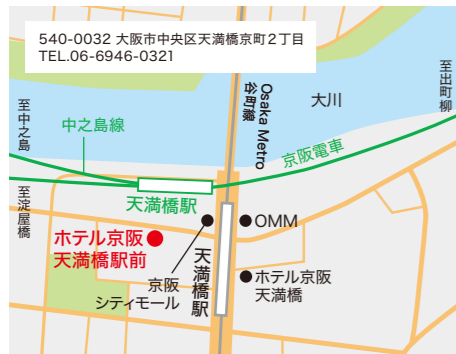 540-0032 大阪市中央区天満橋京町2丁目
TEL.06-6946-0321
Osaka Metro
谷町線
大川
至出町柳
至中之島
中之島線
京阪電車
至淀屋橋
天満橋駅
OMM
ホテル京阪
天満橋駅前
京阪
シティモール
天満橋駅
ホテル京阪
天満橋